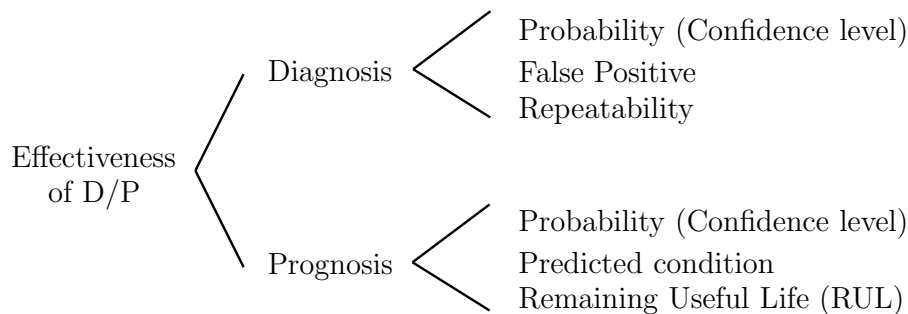 Probability (Confidence level)
Diagnosis
False Positive
Repeatability
Effectiveness
of D/P
Probability (Confidence level)
Prognosis
Predicted condition
Remaining Useful Life (RUL)